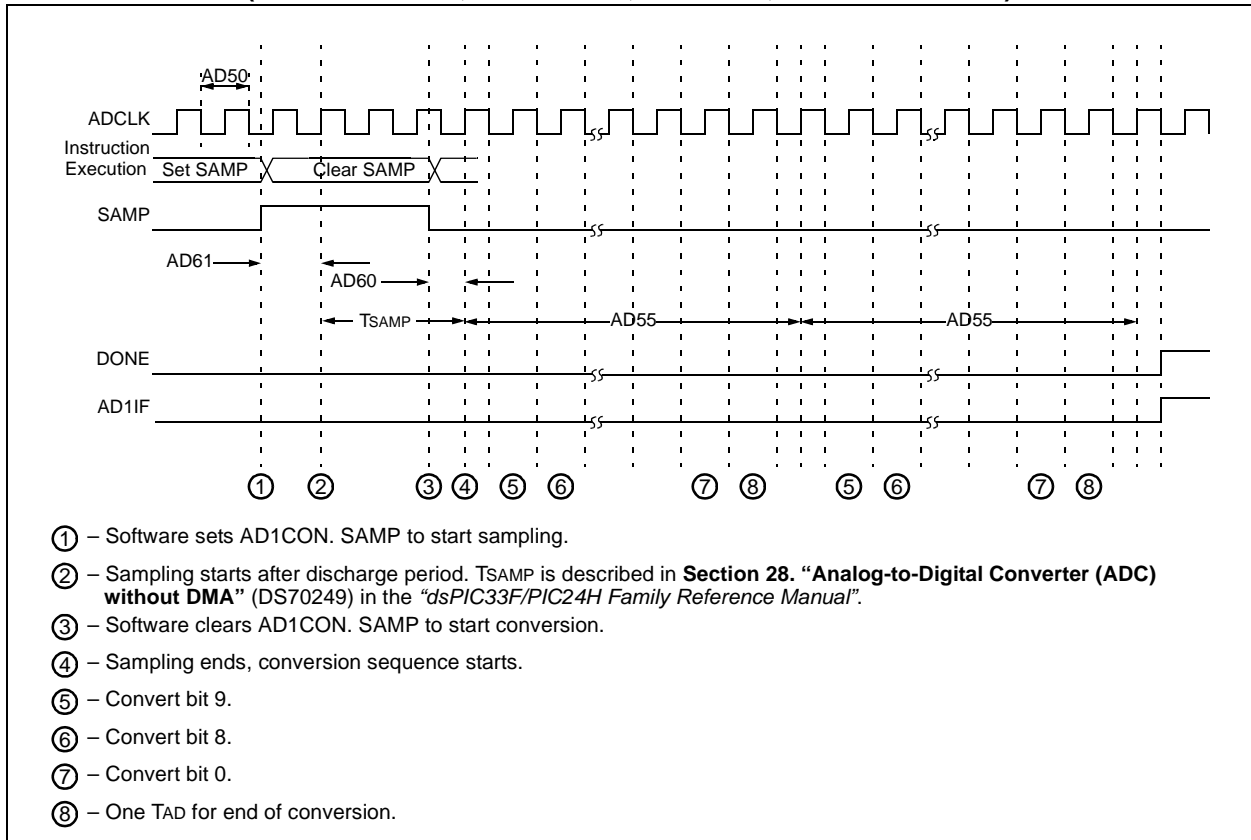 AD50
ADCLK
Instruction
Execution Set SAMP Clear SAMP
SAMP
AD61
AD60
TSAMP AD55 AD55
DONE
AD1IF
1 2 3 4 5 6 7 8 5 6 7 8
1 – Software sets AD1CON. SAMP to start sampling.
2 – Sampling starts after discharge period. TSAMP is described in Section 28. “Analog-to-Digital Converter (ADC)
without DMA” (DS70249) in the “dsPIC33F/PIC24H Family Reference Manual”.
3 – Software clears AD1CON. SAMP to start conversion.
4 – Sampling ends, conversion sequence starts.
5 – Convert bit 9.
6 – Convert bit 8.
7 – Convert bit 0.
8 – One TAD for end of conversion.